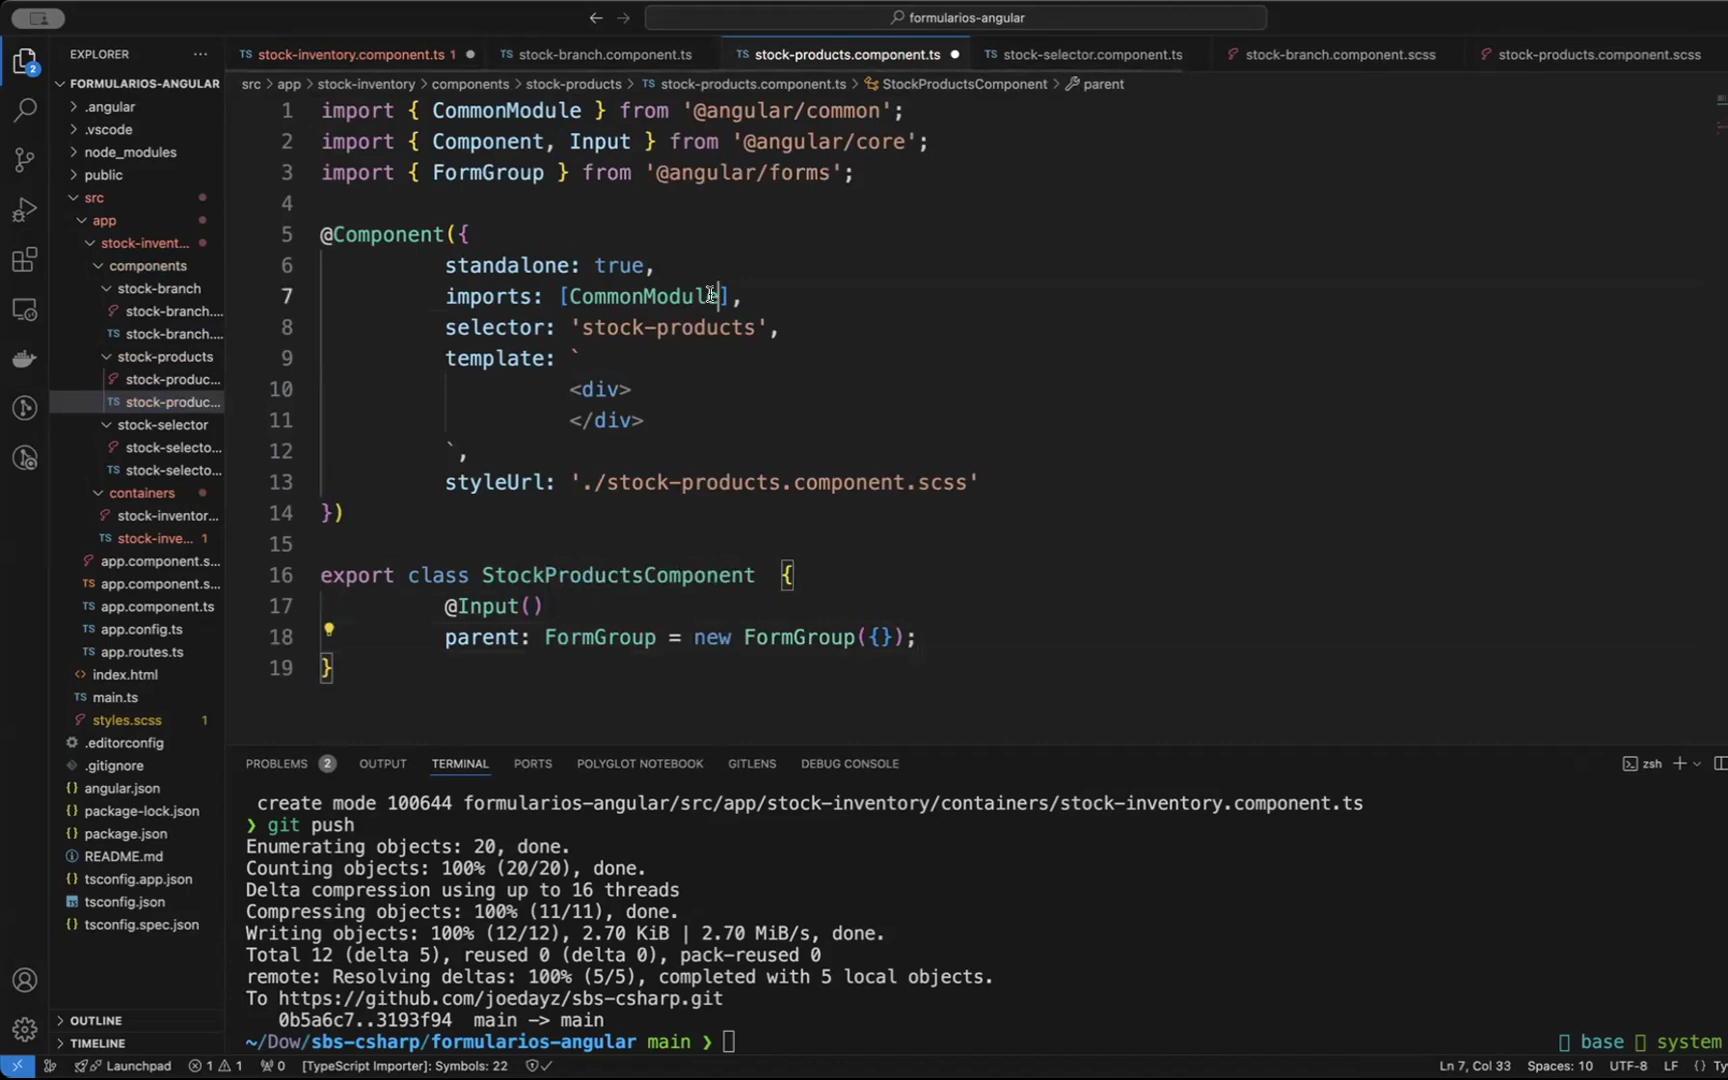 formularios-angular
EXPLORER
stock-inventory.component.ts 1
stock-branch.component.ts
stock-products.component.ts
stock-selector.component.ts
stock-branch.component.scss
stock-products.component.scss
src > app > stock-inventory > components > stock-products > TS stock-products.component.ts > StockProductsComponent > parent
2
FORMULARIOS-ANGULAR
.angular
.vscode
node_modules
public
src
app
stock-invent...
components
stock-branch
stock-branch....
TS stock-branch....
stock-products
stock-produc...
TS stock-produc...
stock-selector
stock-selecto...
TS stock-selecto...
containers
stock-inventor...
TS stock-inve... 1
app.component.s...
app.component.s...
TS app.component.ts
TS app.config.ts
TS app.routes.ts
index.html
TS main.ts
styles.scss 1
.editorconfig
.gitignore
angular.json
package-lock.json
package.json
README.md
tsconfig.app.json
tsconfig.json
tsconfig.spec.json
OUTLINE
TIMELINE
1 import { CommonModule } from '@angular/common';
2 import { Component, Input } from '@angular/core';
3 import { FormGroup } from '@angular/forms';
4
5 @Component({
6 standalone: true,
7 imports: [CommonModule],
8 selector: 'stock-products',
9 template: `
10 <div>
11 </div>
12 `,
13 styleUrl: './stock-products.component.scss'
14 })
15
16 export class StockProductsComponent {
17 @Input()
18 parent: FormGroup = new FormGroup({});
19 }
PROBLEMS 2 OUTPUT TERMINAL PORTS POLYGLOT NOTEBOOK GITLENS DEBUG CONSOLE
zsh
create mode 100644 formularios-angular/src/app/stock-inventory/containers/stock-inventory.component.ts
❯ git push
Enumerating objects: 20, done.
Counting objects: 100% (20/20), done.
Delta compression using up to 16 threads
Compressing objects: 100% (11/11), done.
Writing objects: 100% (12/12), 2.70 KiB | 2.70 MiB/s, done.
Total 12 (delta 5), reused 0 (delta 0), pack-reused 0
remote: Resolving deltas: 100% (5/5), completed with 5 local objects.
To https://github.com/joedayz/sbs-csharp.git
0b5a6c7..3193f94 main -> main
~/Dow/sbs-csharp/formularios-angular main ❯
base system
Launchpad 1 1 0 [TypeScript Importer]: Symbols: 22
Ln 7, Col 33 Spaces: 10 UTF-8 LF {} Ty